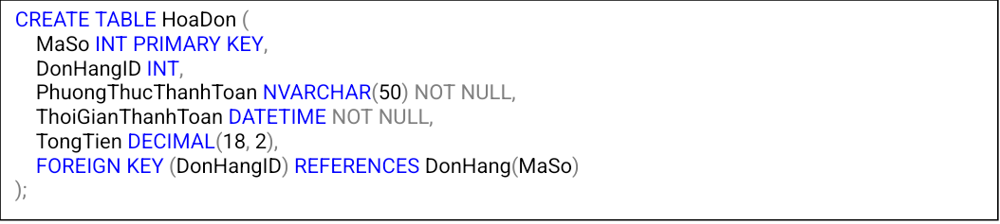 CREATE TABLE HoaDon (
MaSo INT PRIMARY KEY,
DonHangID INT,
PhuongThucThanhToan NVARCHAR(50) NOT NULL,
ThoiGianThanhToan DATETIME NOT NULL,
TongTien DECIMAL(18, 2),
FOREIGN KEY (DonHangID) REFERENCES DonHang(MaSo)
);